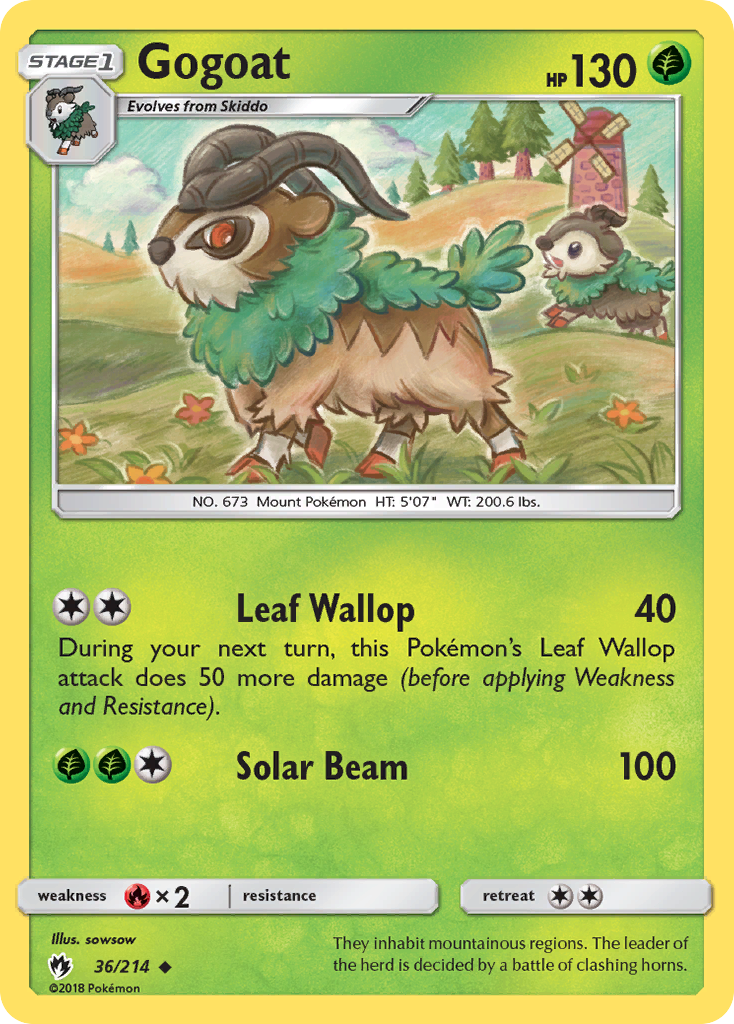 STAGE1
Gogoat
HP 130
Evolves from Skiddo
NO. 673 Mount Pokémon HT: 5'07" WT: 200.6 lbs.
Leaf Wallop 40
During your next turn, this Pokémon's Leaf Wallop
attack does 50 more damage (before applying Weakness
and Resistance).
Solar Beam 100
weakness ×2 resistance retreat
Illus. sowsow
36/214
©2018 Pokémon
They inhabit mountainous regions. The leader of
the herd is decided by a battle of clashing horns.